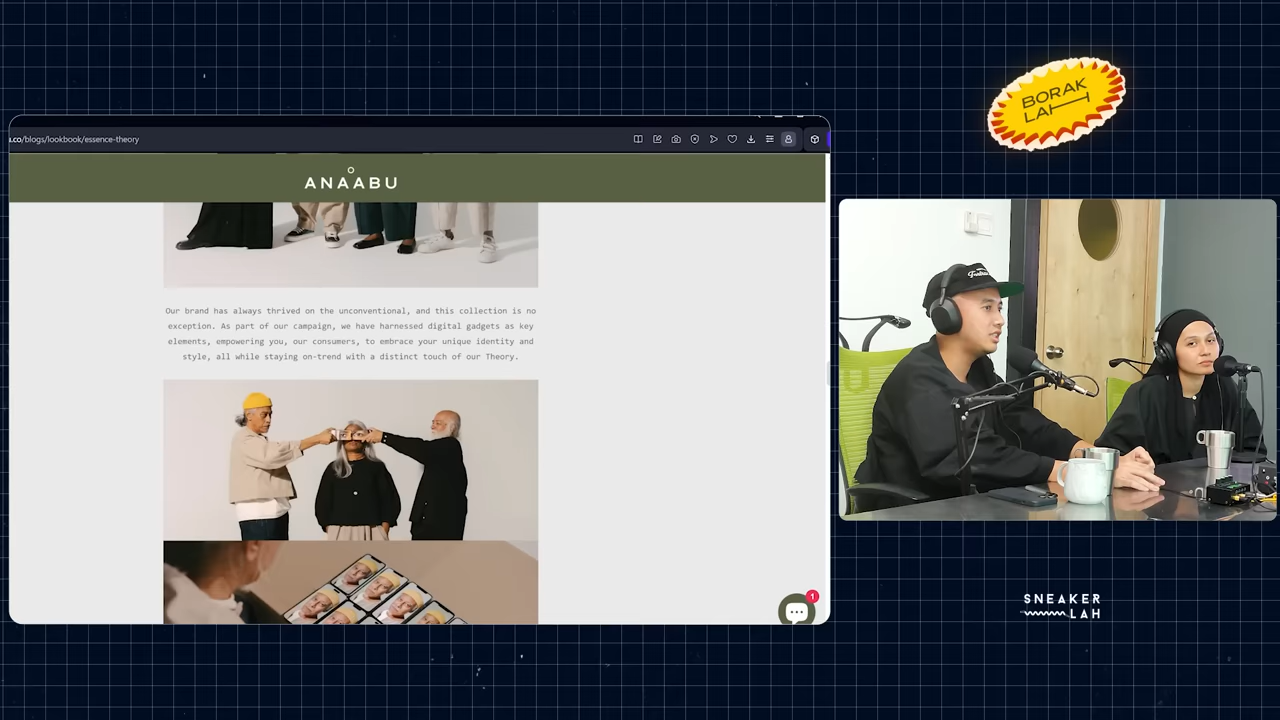 .co/blogs/lookbook/essence-theory
ANAABU
Our brand has always thrived on the unconventional, and this collection is no
exception. As part of our campaign, we have harnessed digital gadgets as key
elements, empowering you, our consumers, to embrace your unique identity and
style, all while staying on-trend with a distinct touch of our Theory.
1
BORAK
LAH
SNEAKER
LAH